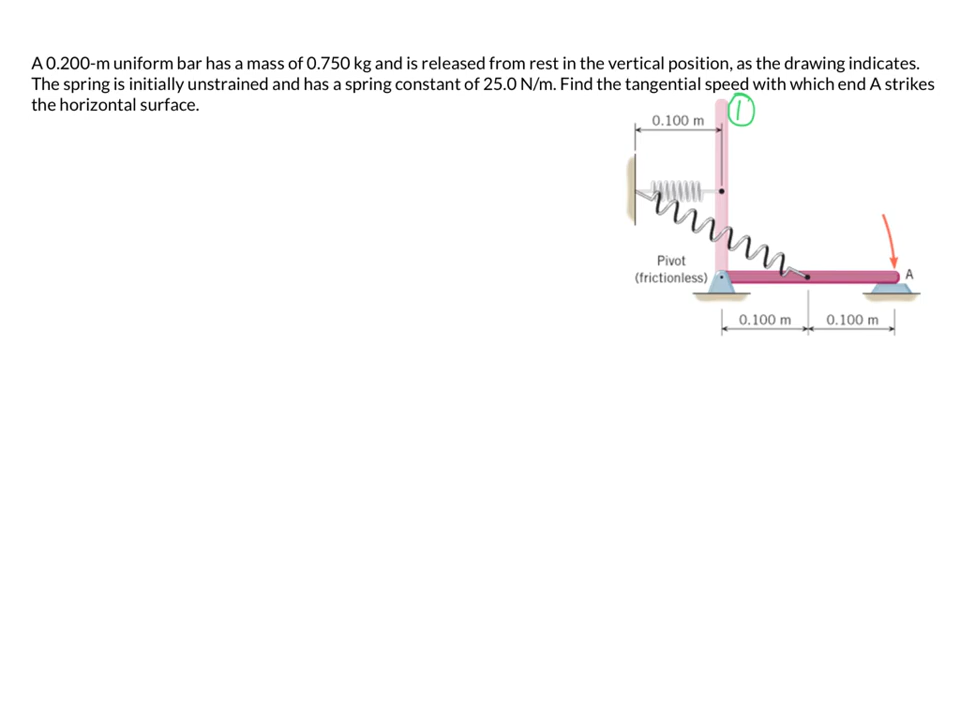 A 0.200-m uniform bar has a mass of 0.750 kg and is released from rest in the vertical position, as the drawing indicates.
The spring is initially unstrained and has a spring constant of 25.0 N/m. Find the tangential speed with which end A strikes
the horizontal surface.
1
0.100 m
Pivot
(frictionless)
A
0.100 m
0.100 m